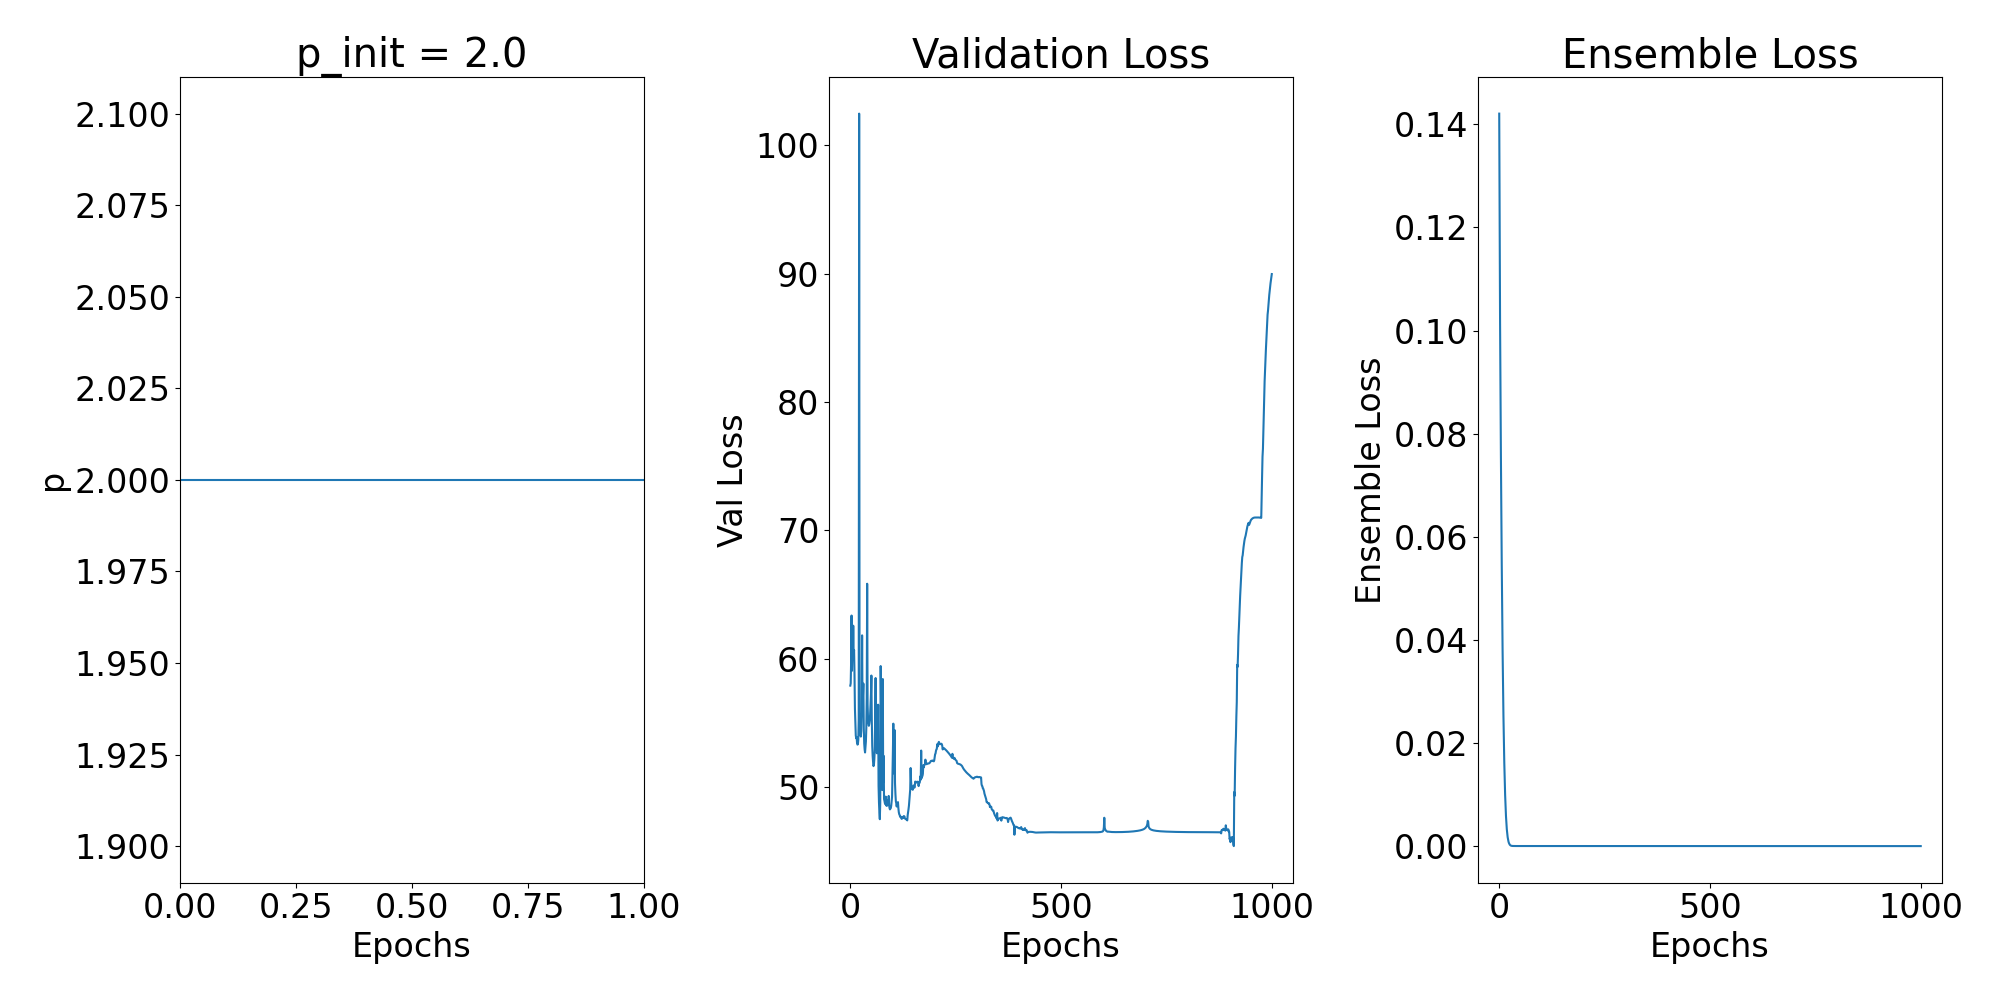 p_init = 2.0
2.100
2.075
2.050
2.025
2.000
1.975
1.950
1.925
1.900
p
0.00 0.25 0.50 0.75 1.00
Epochs
Validation Loss
100
90
80
70
60
50
Val Loss
0 500 1000
Epochs
Ensemble Loss
0.14
0.12
0.10
0.08
0.06
0.04
0.02
0.00
Ensemble Loss
0 500 1000
Epochs